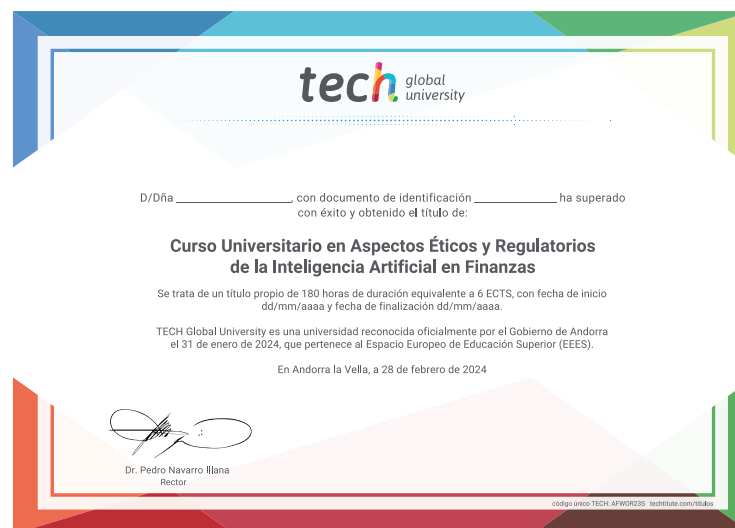 tech global university
D/Dña ____________________, con documento de identificación ______________ ha superado
con éxito y obtenido el título de:
Curso Universitario en Aspectos Éticos y Regulatorios
de la Inteligencia Artificial en Finanzas
Se trata de un título propio de 180 horas de duración equivalente a 6 ECTS, con fecha de inicio
dd/mm/aaaa y fecha de finalización dd/mm/aaaa.
TECH Global University es una universidad reconocida oficialmente por el Gobierno de Andorra
el 31 de enero de 2024, que pertenece al Espacio Europeo de Educación Superior (EEES).
En Andorra la Vella, a 28 de febrero de 2024
Dr. Pedro Navarro Illana
Rector
código único TECH: AFWOR23S techtitute.com/titulos